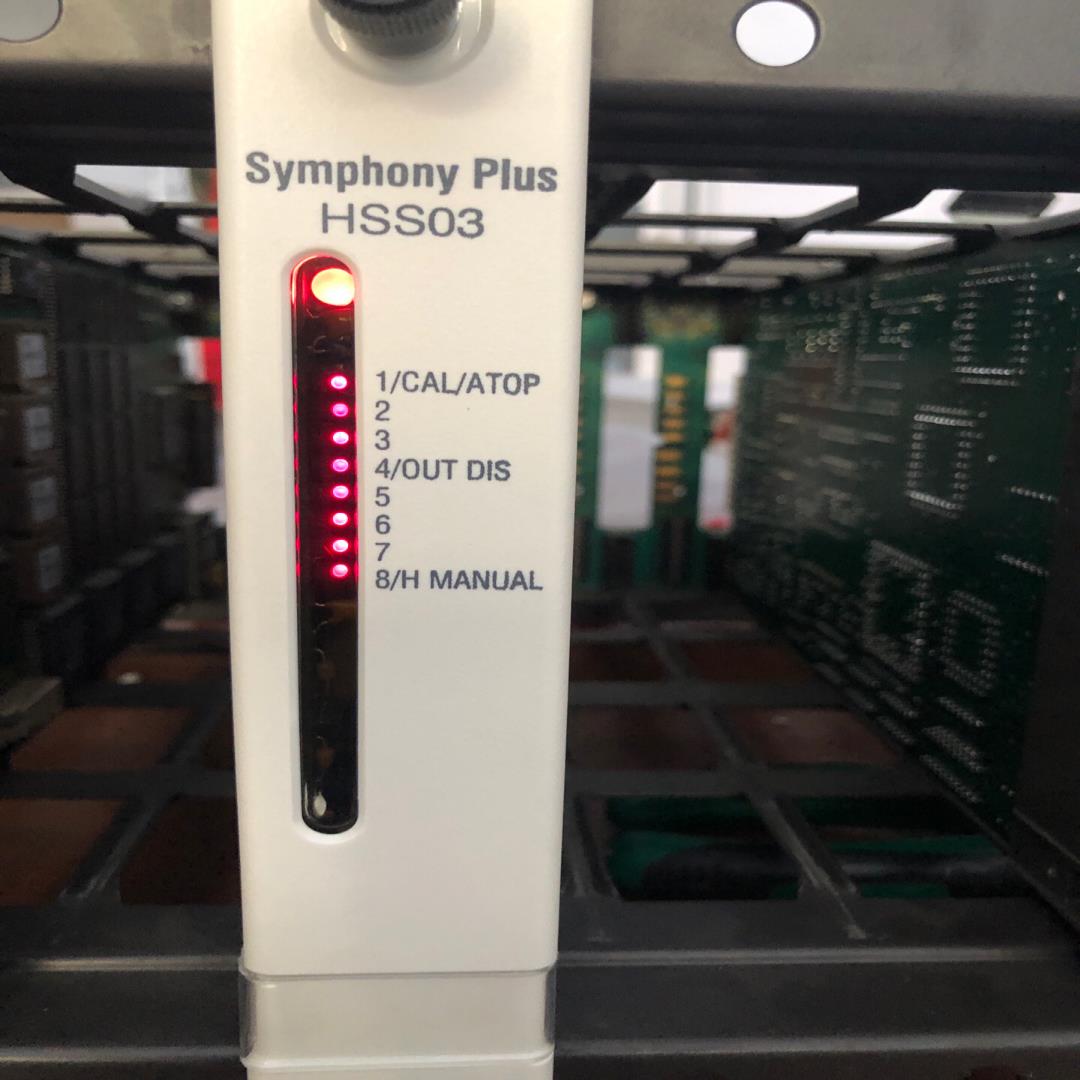 Symphony Plus
HSS03
1/CAL/ATOP
2
3
4/OUT DIS
5
6
7
8/H MANUAL